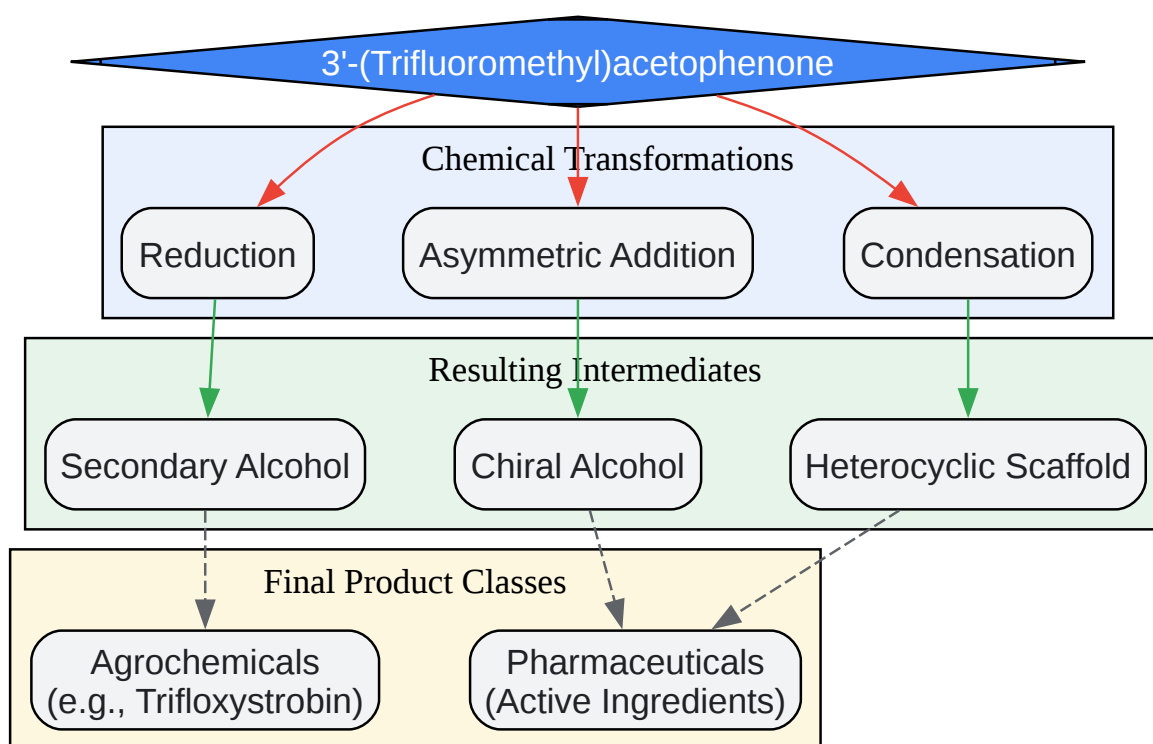 3'-(Trifluoromethyl)acetophenone
Chemical Transformations
Reduction
Asymmetric Addition
Condensation
Resulting Intermediates
Secondary Alcohol
Chiral Alcohol
Heterocyclic Scaffold
Final Product Classes
Agrochemicals
(e.g., Trifloxystrobin)
Pharmaceuticals
(Active Ingredients)